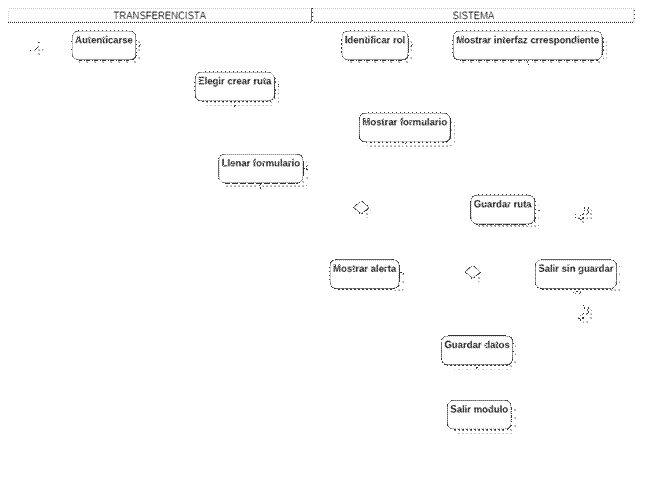 TRANSFERENCISTA
SISTEMA
Autenticarse
Identificar rol
Mostrar interfaz crrespondiente
Elegir crear ruta
Mostrar formulario
Llenar formulario
Guardar ruta
Mostrar alerta
Salir sin guardar
Guardar datos
Salir modulo